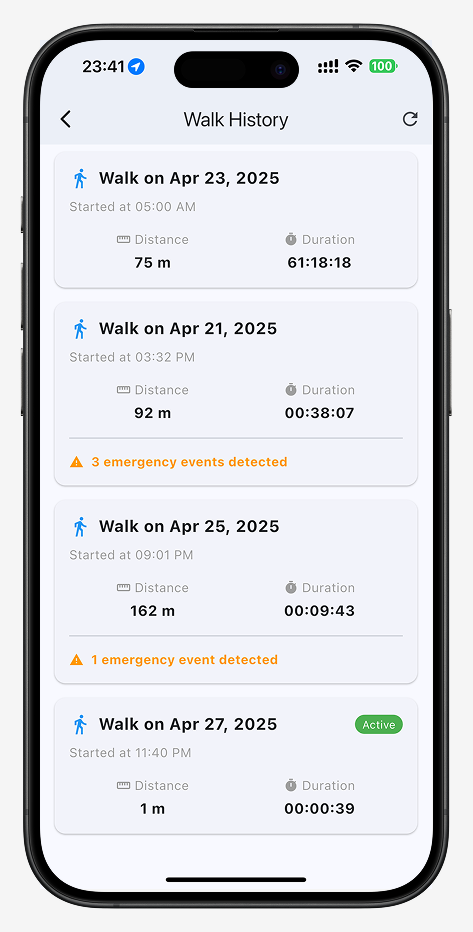 23:41
100
Walk History
Walk on Apr 23, 2025
Started at 05:00 AM
Distance Duration
75 m 61:18:18
Walk on Apr 21, 2025
Started at 03:32 PM
Distance Duration
92 m 00:38:07
3 emergency events detected
Walk on Apr 25, 2025
Started at 09:01 PM
Distance Duration
162 m 00:09:43
1 emergency event detected
Walk on Apr 27, 2025 Active
Started at 11:40 PM
Distance Duration
1 m 00:00:39